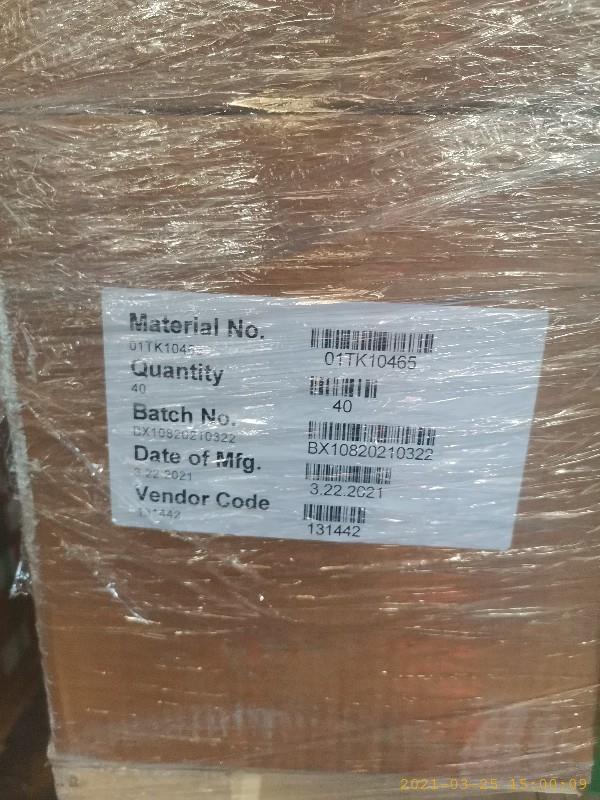 Material No.
01TK10465
01TK10465
Quantity
40
40
Batch No.
BX10820210322
BX10820210322
Date of Mfg.
3.22.2021
3.22.2021
Vendor Code
131442
131442
2021-03-25 15:00:09